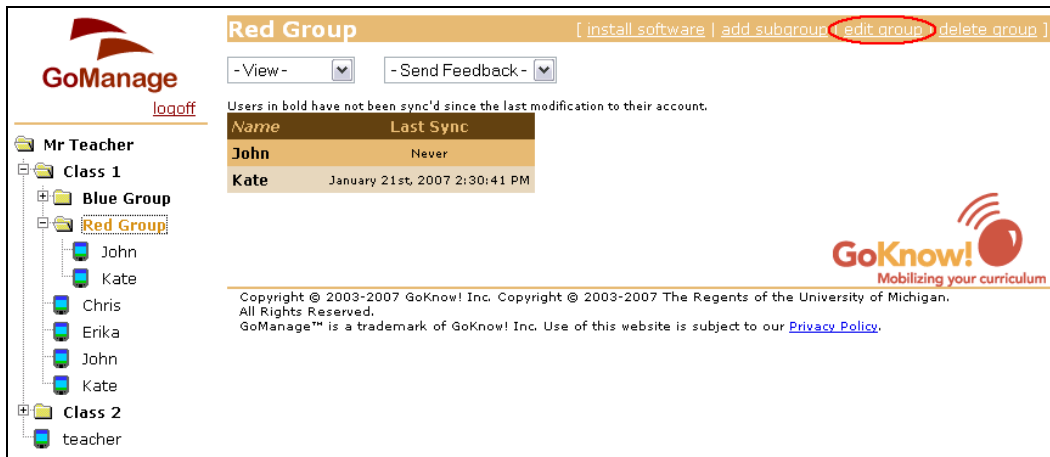 GoManage
logoff
Mr Teacher
Class 1
Blue Group
Red Group
John
Kate
Chris
Erika
John
Kate
Class 2
teacher
Red Group [ install software | add subgroup | edit group | delete group ]
- View - - Send Feedback -
Users in bold have not been sync'd since the last modification to their account.
Name Last Sync
John Never
Kate January 21st, 2007 2:30:41 PM
GoKnow!
Mobilizing your curriculum
Copyright © 2003-2007 GoKnow! Inc. Copyright © 2003-2007 The Regents of the University of Michigan.
All Rights Reserved.
GoManage™ is a trademark of GoKnow! Inc. Use of this website is subject to our Privacy Policy.